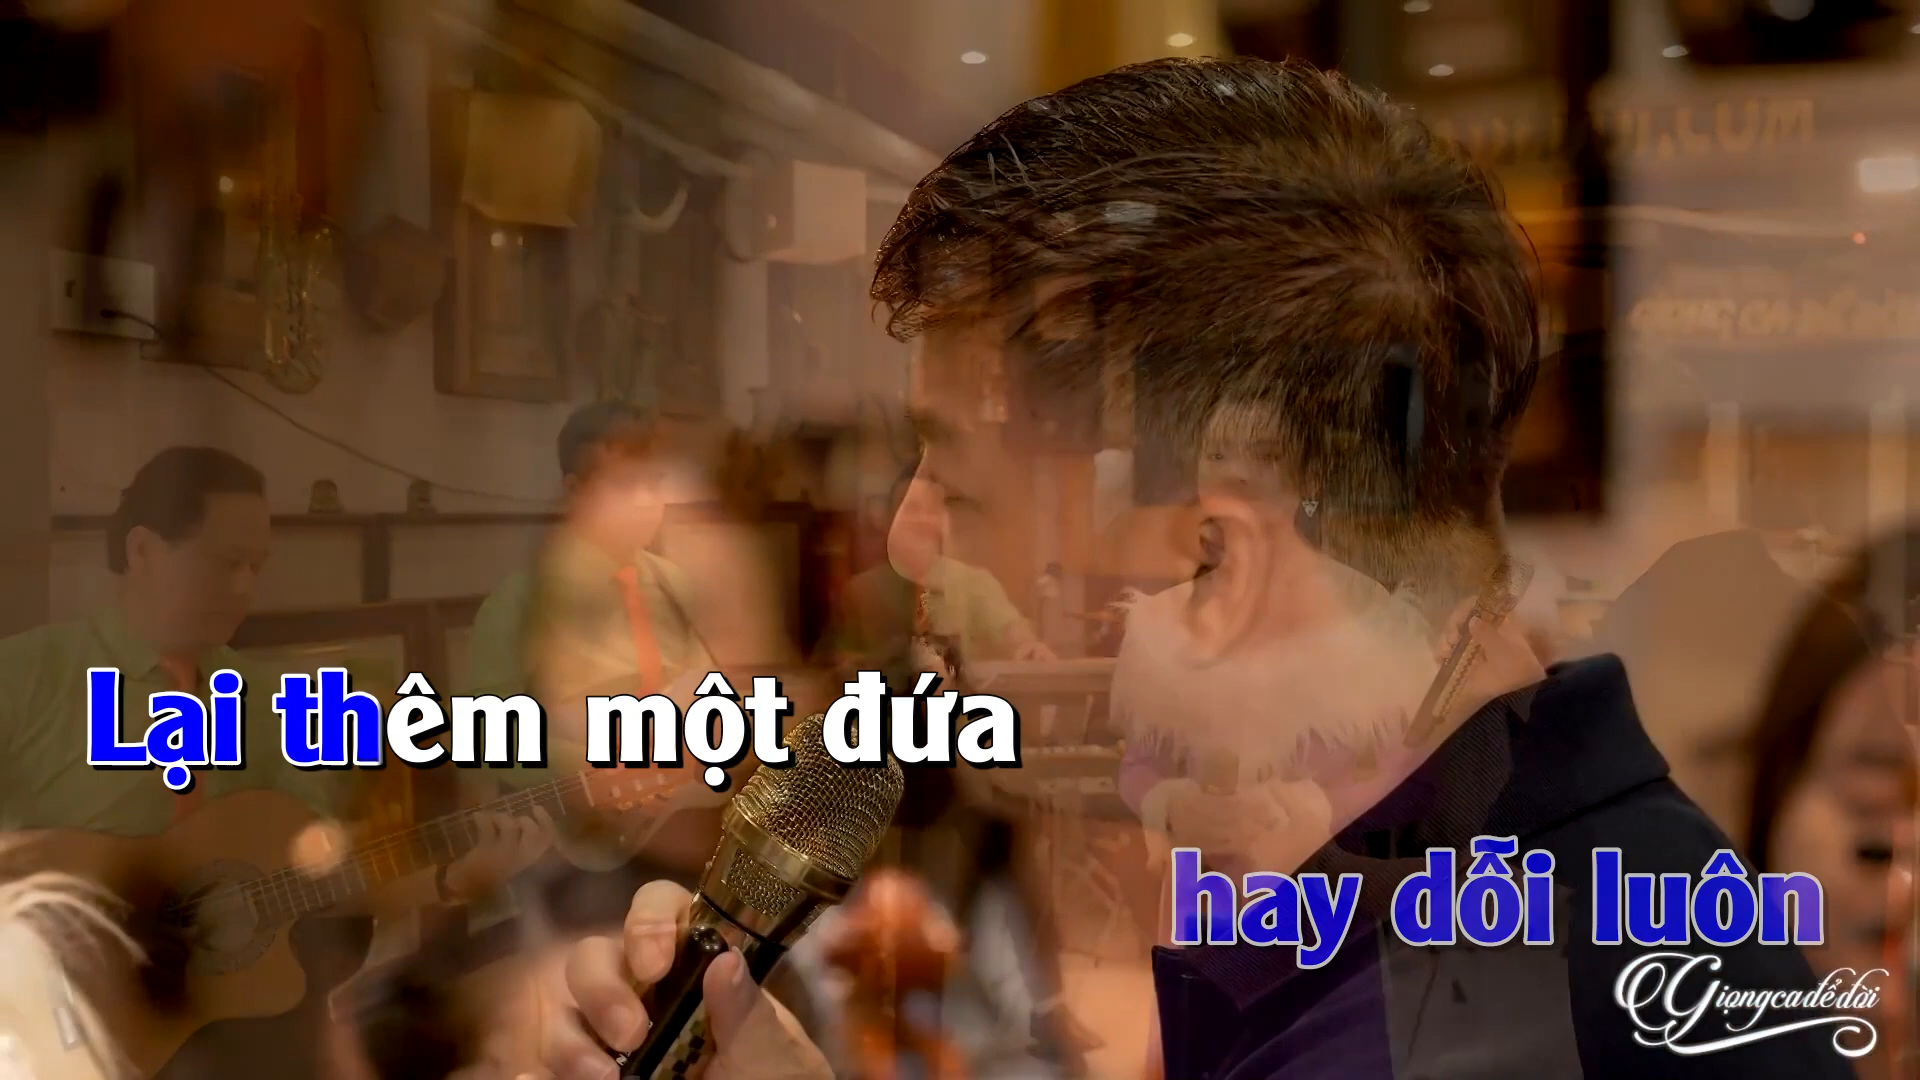 Lại thêm một đứa
hay dỗi luôn
Giọngcađểđời